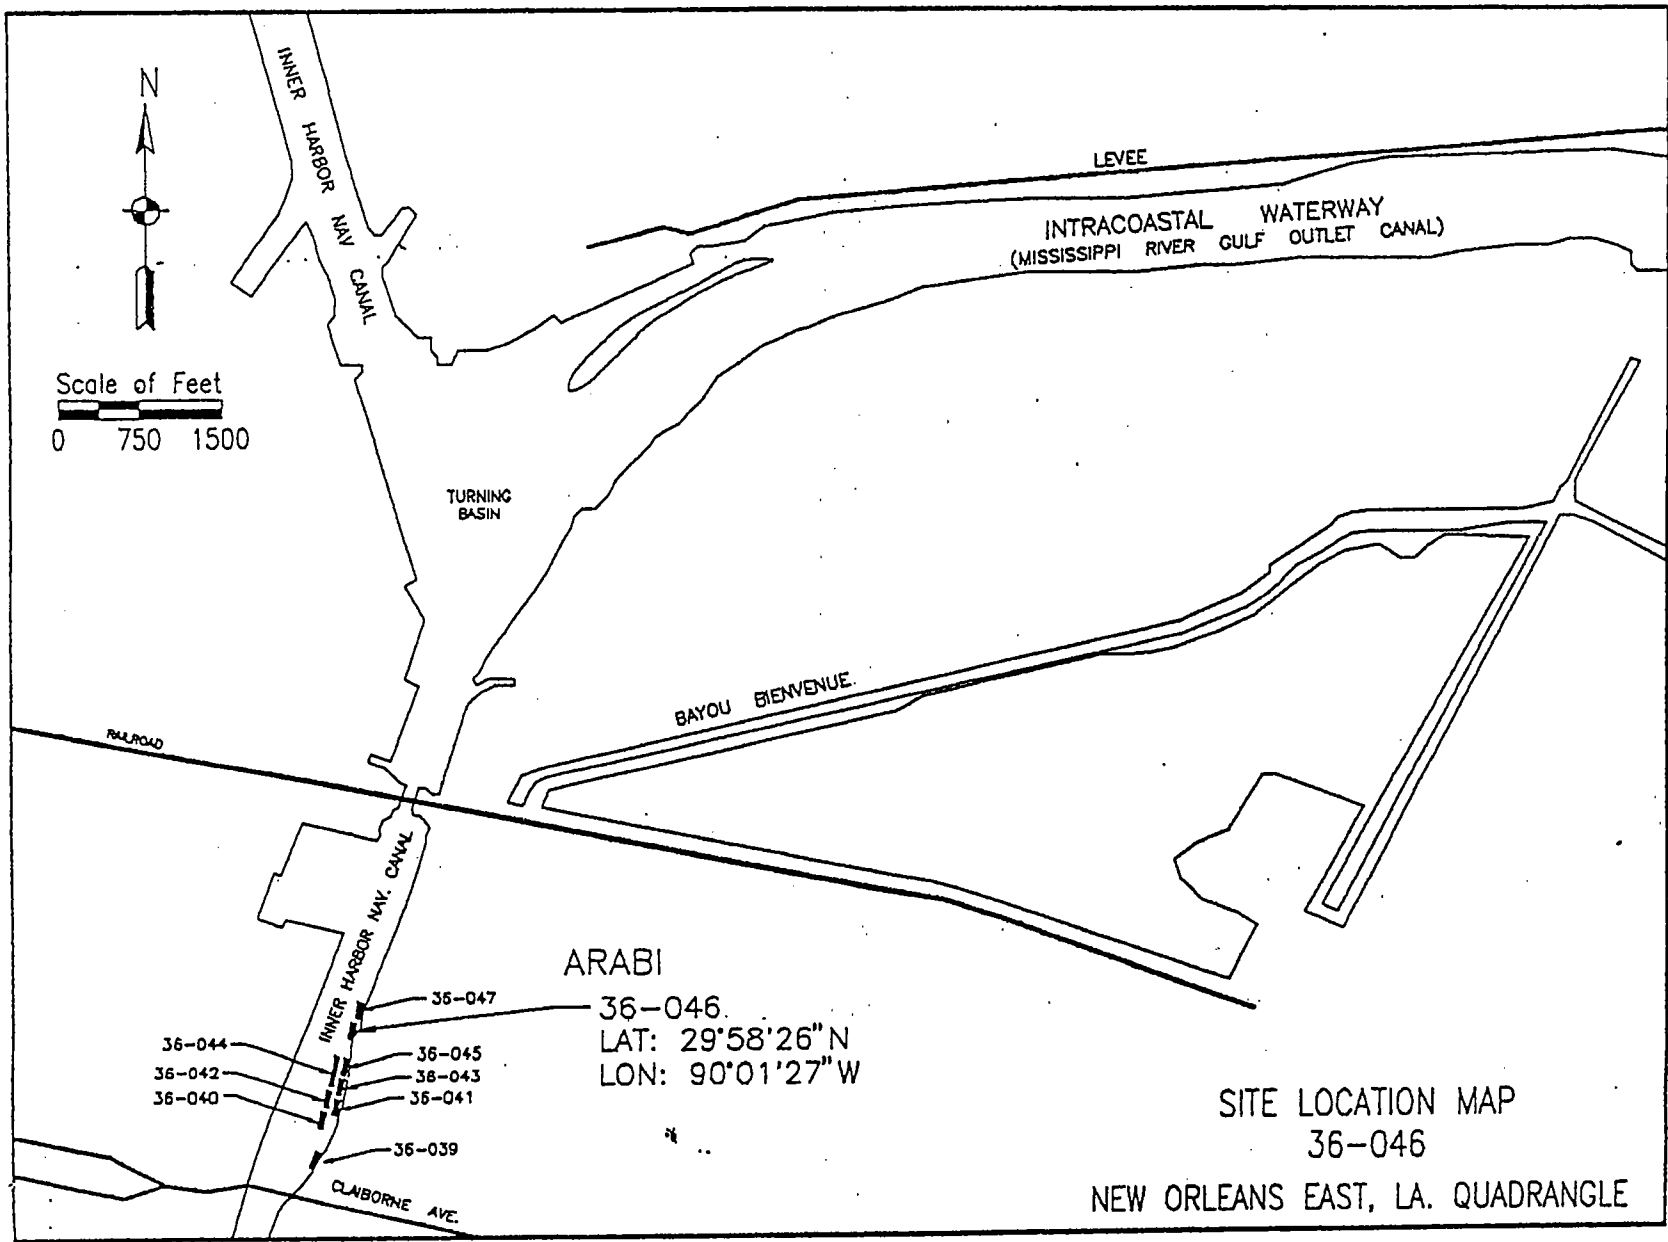 N
INNER HARBOR NAV CANAL
LEVEE
INTRACOASTAL WATERWAY
(MISSISSIPPI RIVER GULF OUTLET CANAL)
Scale of Feet
0 750 1500
TURNING
BASIN
BAYOU BIENVENUE.
RAILROAD
INNER HARBOR NAV. CANAL
ARABI
35-047
36-046.
LAT: 29°58'26"N
LON: 90°01'27"W
36-044
36-045
36-042
36-043
36-040
35-041
36-039
CLAIBORNE AVE.
SITE LOCATION MAP
36-046
NEW ORLEANS EAST, LA. QUADRANGLE